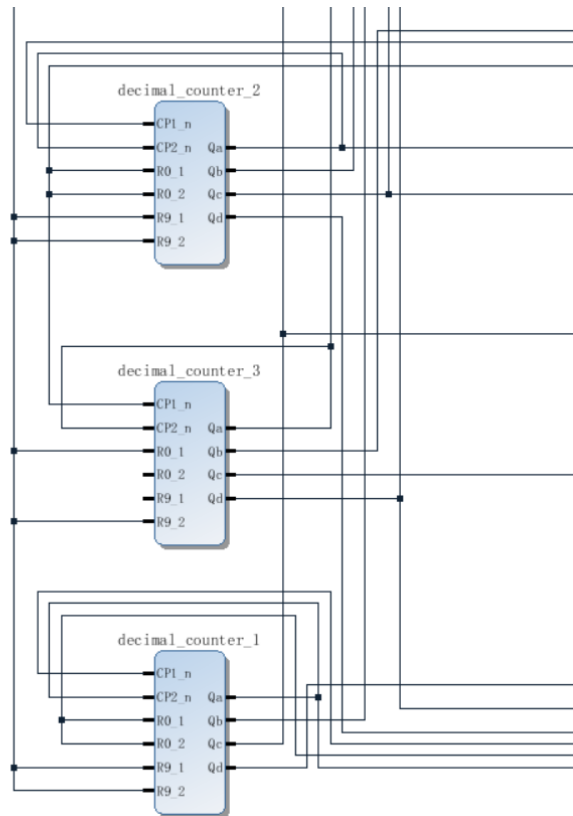 decimal_counter_2
CP1_n
CP2_n Qa
R0_1 Qb
R0_2 Qc
R9_1 Qd
R9_2
decimal_counter_3
CP1_n
CP2_n Qa
R0_1 Qb
R0_2 Qc
R9_1 Qd
R9_2
decimal_counter_1
CP1_n
CP2_n Qa
R0_1 Qb
R0_2 Qc
R9_1 Qd
R9_2